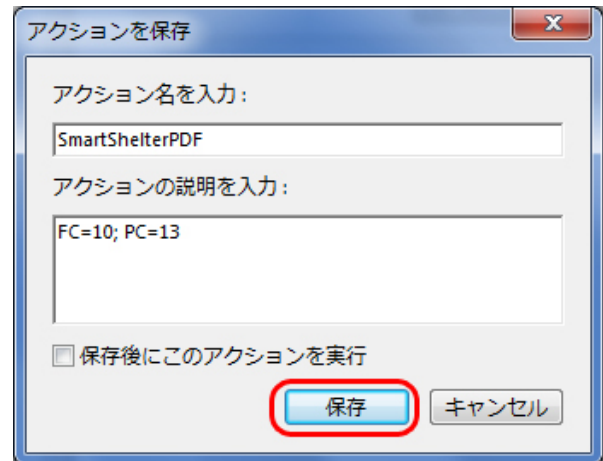 アクションを保存
アクション名を入力:
SmartShelterPDF
アクションの説明を入力:
FC=10; PC=13
保存後にこのアクションを実行
保存
キャンセル